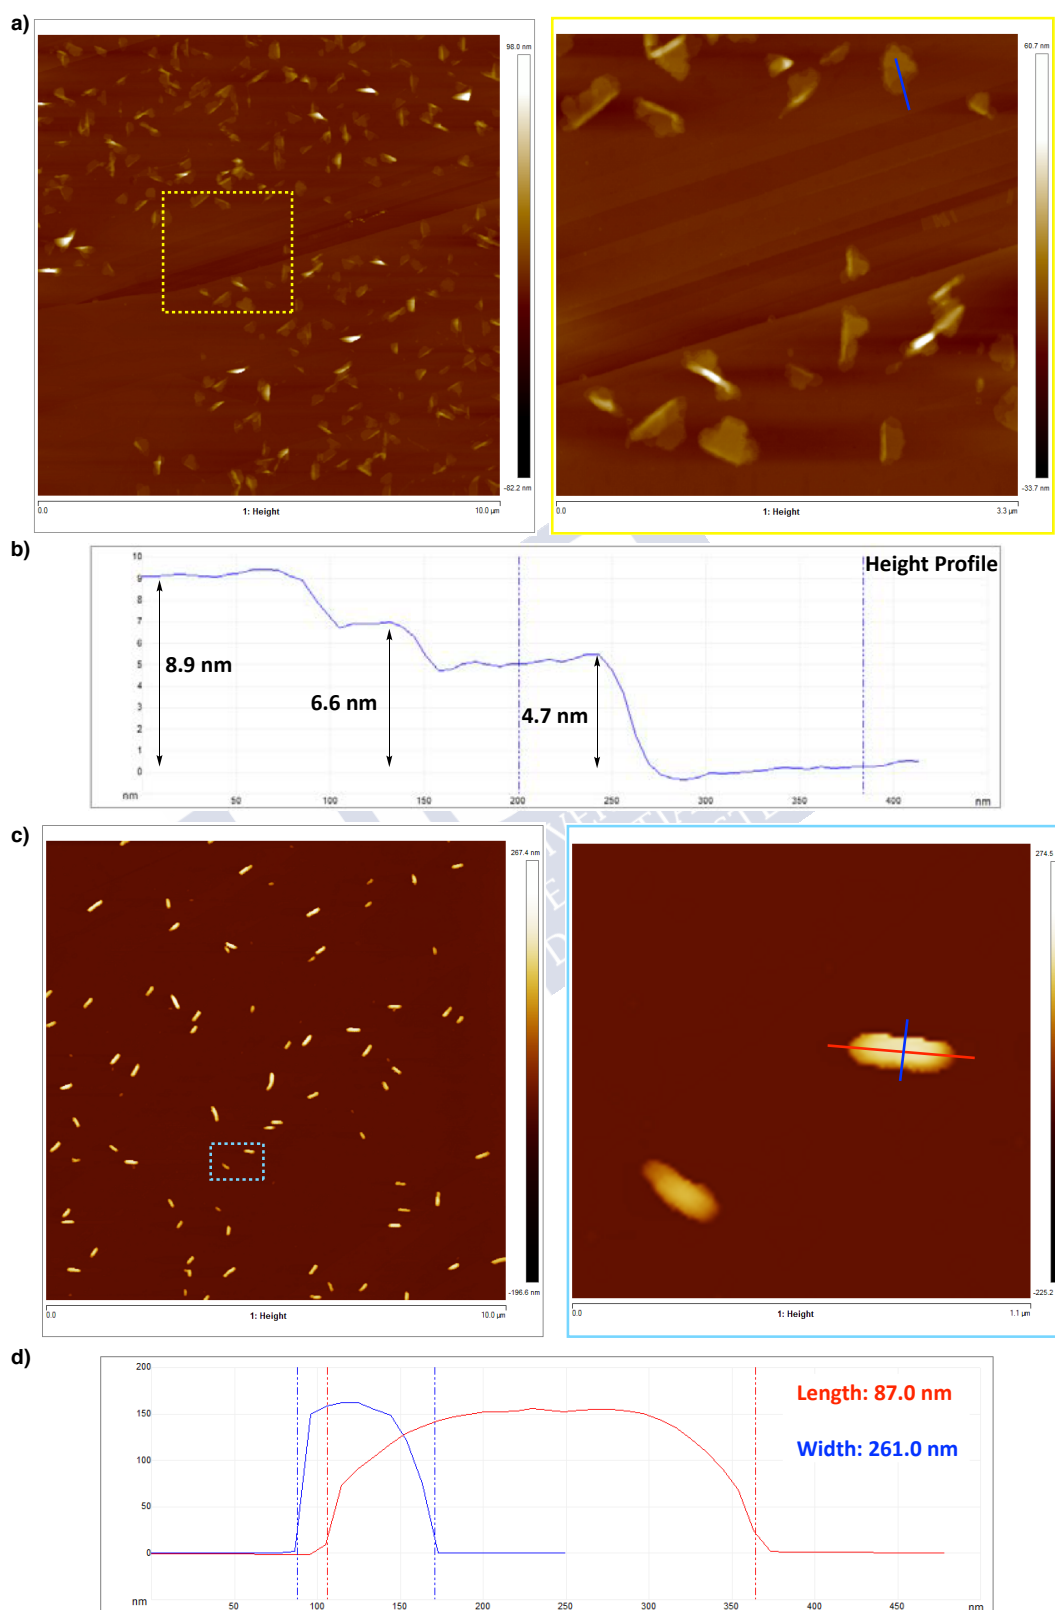 a)
98.0 nm
-82.2 nm
0.0
1: Height
10.0 µm
60.7 nm
-33.7 nm
0.0
1: Height
3.3 µm
b)
Height Profile
10
9
8
7
6
5
4
3
2
1
0
8.9 nm
6.6 nm
4.7 nm
nm
50
100
150
200
250
300
350
400
nm
c)
267.4 nm
-196.6 nm
0.0
1: Height
10.0 µm
274.5
-225.2
0.0
1: Height
1.1 µm
d)
200
150
100
50
0
Length: 87.0 nm
Width: 261.0 nm
nm
50
100
150
200
250
300
350
400
450
nm